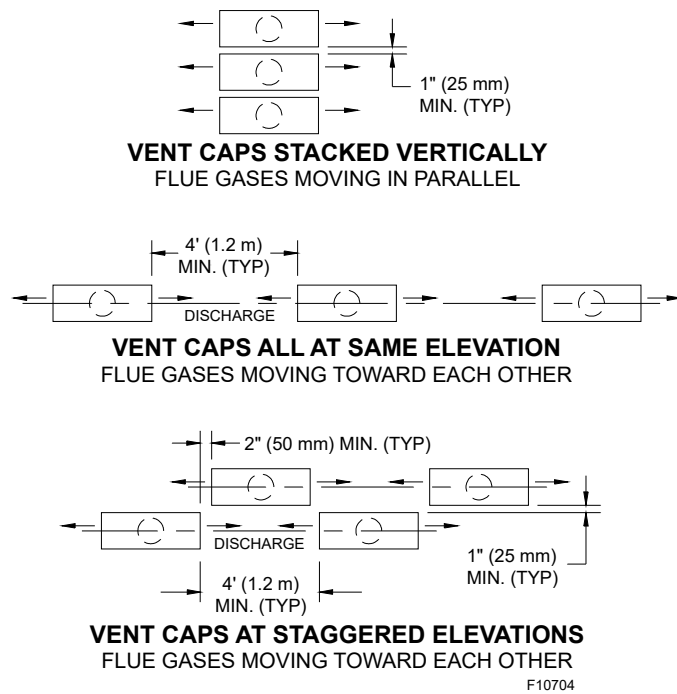 1" (25 mm)
MIN. (TYP)
VENT CAPS STACKED VERTICALLY
FLUE GASES MOVING IN PARALLEL
4' (1.2 m)
MIN. (TYP)
DISCHARGE
VENT CAPS ALL AT SAME ELEVATION
FLUE GASES MOVING TOWARD EACH OTHER
2" (50 mm) MIN. (TYP)
DISCHARGE
1" (25 mm)
MIN. (TYP)
4' (1.2 m)
MIN. (TYP)
VENT CAPS AT STAGGERED ELEVATIONS
FLUE GASES MOVING TOWARD EACH OTHER
F10704